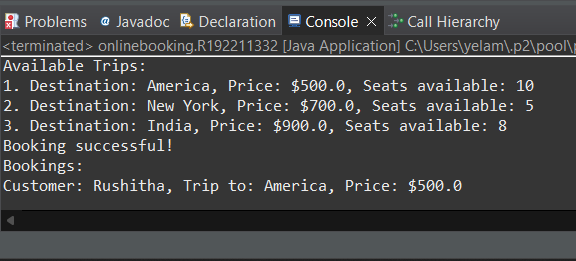 Problems @ Javadoc Declaration Console × Call Hierarchy
<terminated> onlinebooking.R192211332 [Java Application] C:\Users\yelam\.p2\pool\
Available Trips:
1. Destination: America, Price: $500.0, Seats available: 10
2. Destination: New York, Price: $700.0, Seats available: 5
3. Destination: India, Price: $900.0, Seats available: 8
Booking successful!
Bookings:
Customer: Rushitha, Trip to: America, Price: $500.0